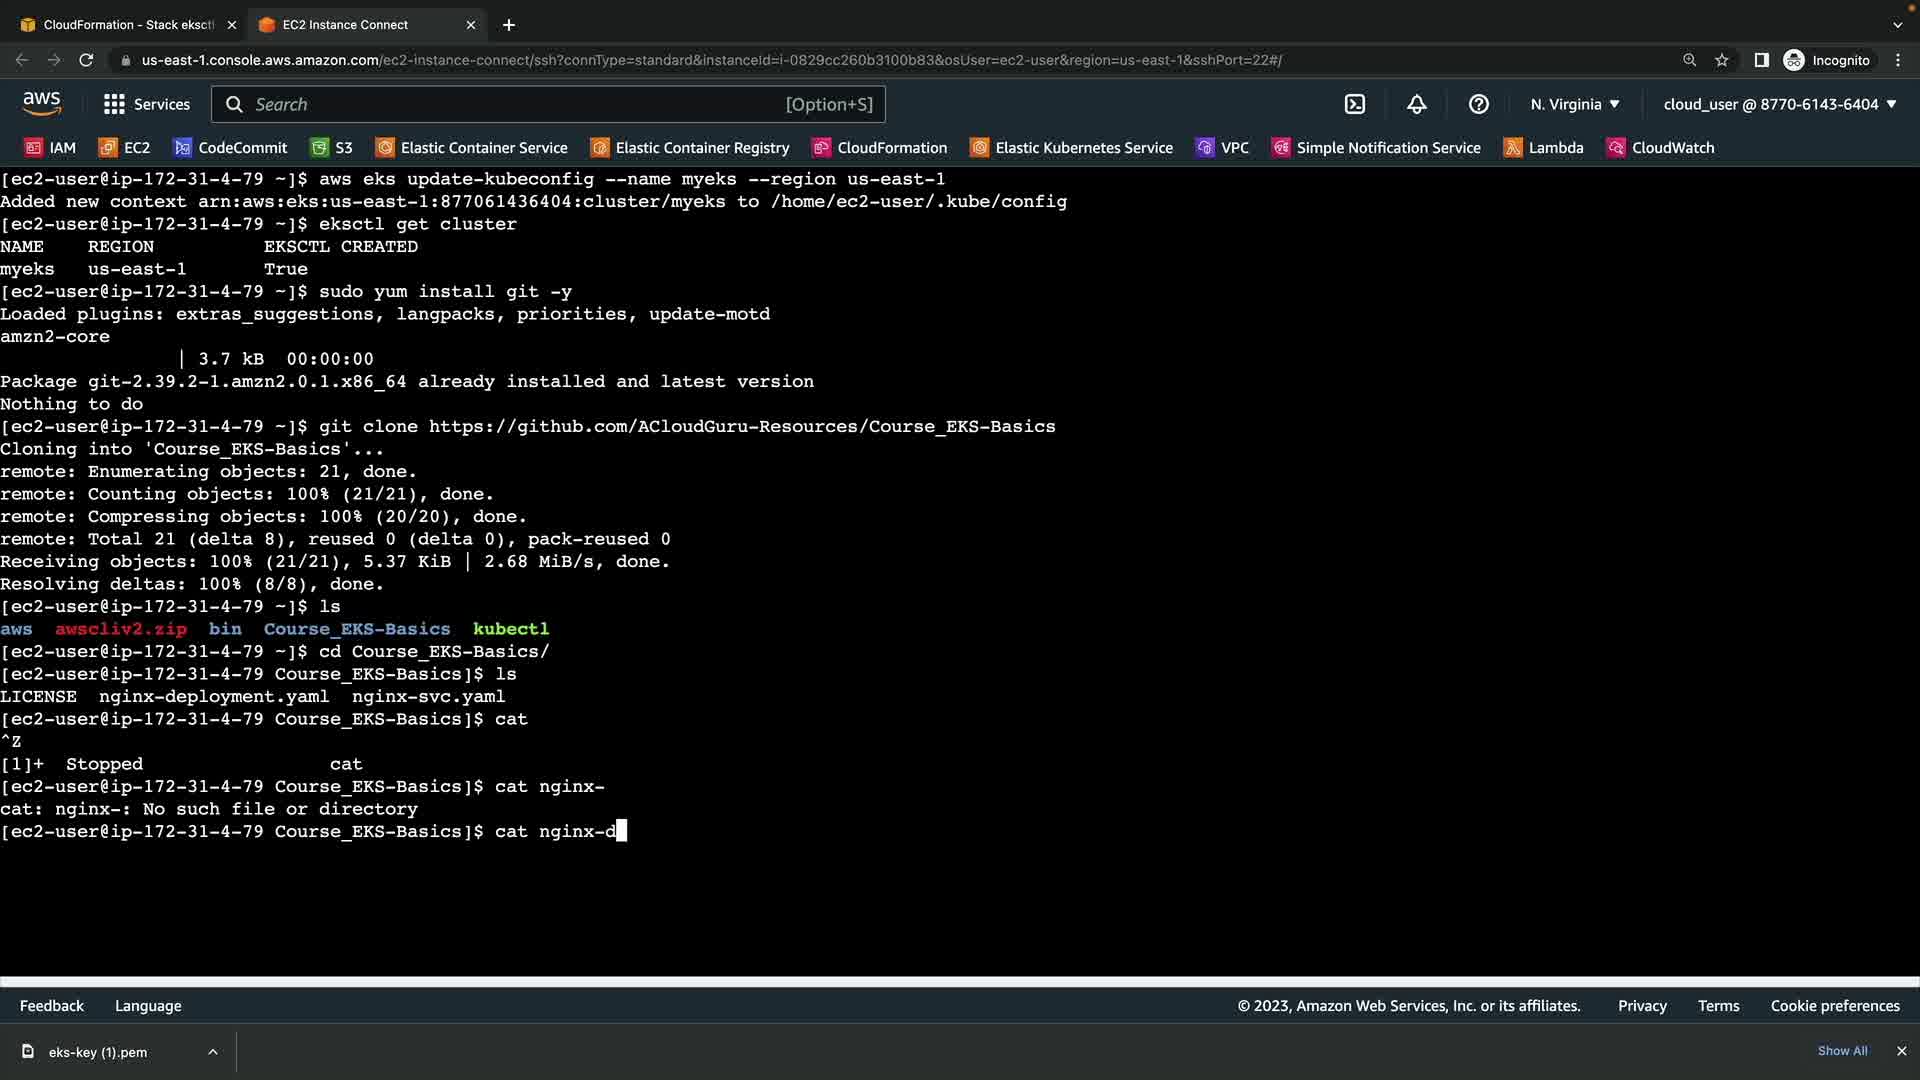 CloudFormation - Stack eksctl
EC2 Instance Connect
us-east-1.console.aws.amazon.com/ec2-instance-connect/ssh?connType=standard&instanceId=i-0829cc260b3100b83&osUser=ec2-user&region=us-east-1&sshPort=22#/
Incognito
aws
Services
Search
[Option+S]
N. Virginia
cloud_user @ 8770-6143-6404
IAM
EC2
CodeCommit
S3
Elastic Container Service
Elastic Container Registry
CloudFormation
Elastic Kubernetes Service
VPC
Simple Notification Service
Lambda
CloudWatch
[ec2-user@ip-172-31-4-79 ~]$ aws eks update-kubeconfig --name myeks --region us-east-1
Added new context arn:aws:eks:us-east-1:877061436404:cluster/myeks to /home/ec2-user/.kube/config
[ec2-user@ip-172-31-4-79 ~]$ eksctl get cluster
NAME    REGION          EKSCTL CREATED
myeks   us-east-1       True
[ec2-user@ip-172-31-4-79 ~]$ sudo yum install git -y
Loaded plugins: extras_suggestions, langpacks, priorities, update-motd
amzn2-core
| 3.7 kB  00:00:00
Package git-2.39.2-1.amzn2.0.1.x86_64 already installed and latest version
Nothing to do
[ec2-user@ip-172-31-4-79 ~]$ git clone https://github.com/ACloudGuru-Resources/Course_EKS-Basics
Cloning into 'Course_EKS-Basics'...
remote: Enumerating objects: 21, done.
remote: Counting objects: 100% (21/21), done.
remote: Compressing objects: 100% (20/20), done.
remote: Total 21 (delta 8), reused 0 (delta 0), pack-reused 0
Receiving objects: 100% (21/21), 5.37 KiB | 2.68 MiB/s, done.
Resolving deltas: 100% (8/8), done.
[ec2-user@ip-172-31-4-79 ~]$ ls
aws  awscliv2.zip  bin  Course_EKS-Basics  kubectl
[ec2-user@ip-172-31-4-79 ~]$ cd Course_EKS-Basics/
[ec2-user@ip-172-31-4-79 Course_EKS-Basics]$ ls
LICENSE  nginx-deployment.yaml  nginx-svc.yaml
[ec2-user@ip-172-31-4-79 Course_EKS-Basics]$ cat
^Z
[1]+  Stopped                 cat
[ec2-user@ip-172-31-4-79 Course_EKS-Basics]$ cat nginx-
cat: nginx-: No such file or directory
[ec2-user@ip-172-31-4-79 Course_EKS-Basics]$ cat nginx-d
Feedback
Language
© 2023, Amazon Web Services, Inc. or its affiliates.
Privacy
Terms
Cookie preferences
eks-key (1).pem
Show All